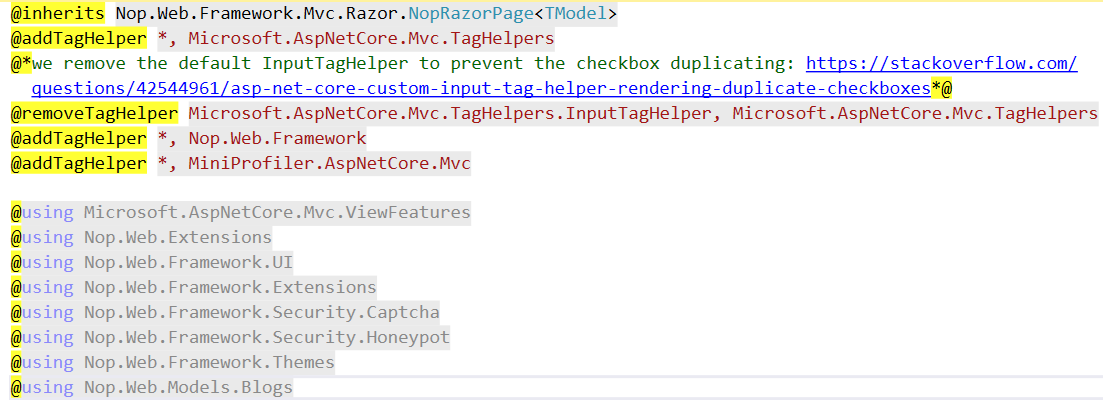 @inherits Nop.Web.Framework.Mvc.Razor.NopRazorPage<TModel>
@addTagHelper *, Microsoft.AspNetCore.Mvc.TagHelpers
@*we remove the default InputTagHelper to prevent the checkbox duplicating: https://stackoverflow.com/
questions/42544961/asp-net-core-custom-input-tag-helper-rendering-duplicate-checkboxes*@
@removeTagHelper Microsoft.AspNetCore.Mvc.TagHelpers.InputTagHelper, Microsoft.AspNetCore.Mvc.TagHelpers
@addTagHelper *, Nop.Web.Framework
@addTagHelper *, MiniProfiler.AspNetCore.Mvc
@using Microsoft.AspNetCore.Mvc.ViewFeatures
@using Nop.Web.Extensions
@using Nop.Web.Framework.UI
@using Nop.Web.Framework.Extensions
@using Nop.Web.Framework.Security.Captcha
@using Nop.Web.Framework.Security.Honeypot
@using Nop.Web.Framework.Themes
@using Nop.Web.Models.Blogs